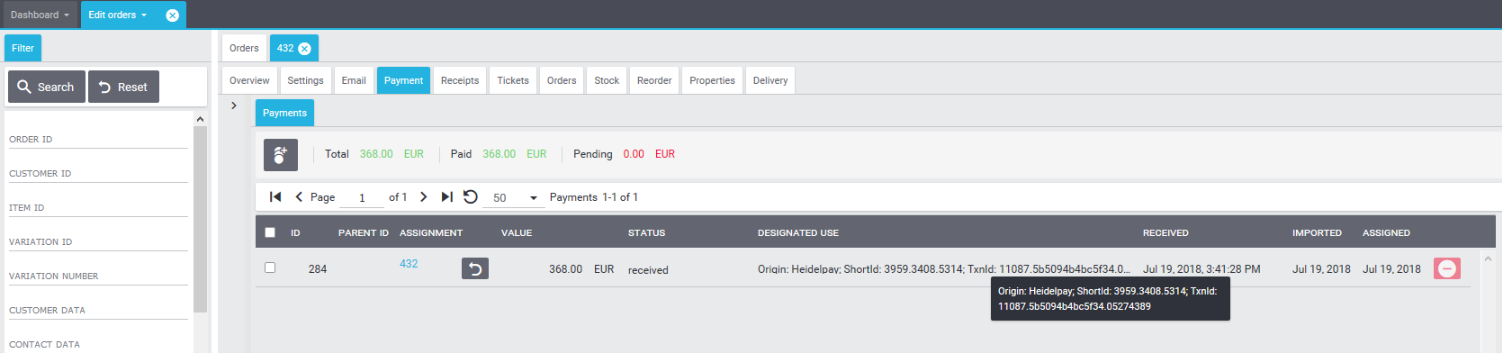 Dashboard
Edit orders
Filter
Orders
432
Search
Reset
Overview
Settings
Email
Payment
Receipts
Tickets
Orders
Stock
Reorder
Properties
Delivery
Payments
ORDER ID
CUSTOMER ID
ITEM ID
VARIATION ID
VARIATION NUMBER
CUSTOMER DATA
CONTACT DATA
Total 368.00 EUR
Paid 368.00 EUR
Pending 0.00 EUR
Page 1 of 1
50
Payments 1-1 of 1
ID PARENT ID ASSIGNMENT VALUE STATUS DESIGNATED USE RECEIVED IMPORTED ASSIGNED
284 432 368.00 EUR received Origin: Heidelpay; ShortId: 3959.3408.5314; TxnId: 11087.5b5094b4bc5f34.0... Jul 19, 2018, 3:41:28 PM Jul 19, 2018 Jul 19, 2018
Origin: Heidelpay; ShortId: 3959.3408.5314; TxnId:
11087.5b5094b4bc5f34.05274389